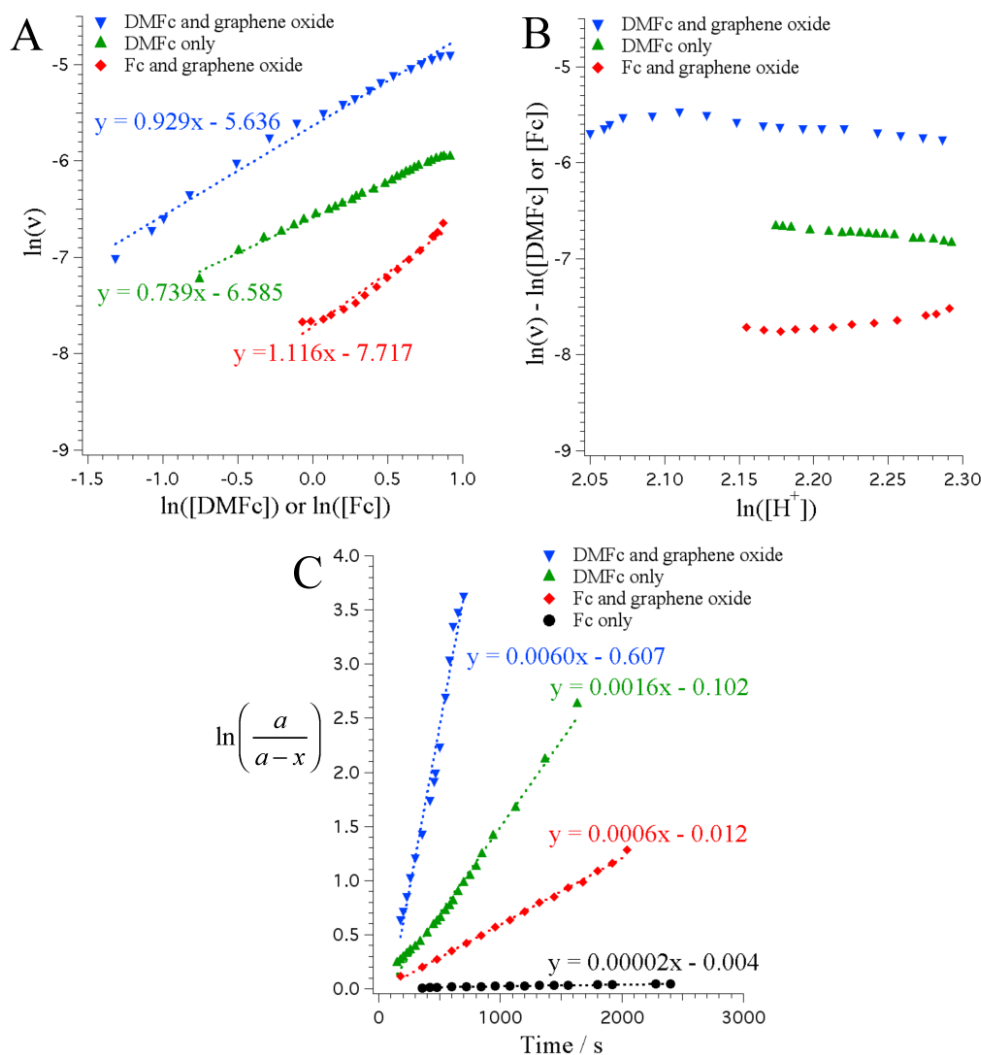 A
DMFc and graphene oxide
DMFc only
Fc and graphene oxide
-5
-6
-7
-8
-9
ln(v)
y = 0.929x - 5.636
y = 0.739x - 6.585
y =1.116x - 7.717
-1.5 -1.0 -0.5 0.0 0.5 1.0
ln([DMFc]) or ln([Fc])
B
DMFc and graphene oxide
DMFc only
Fc and graphene oxide
-5
-6
-7
-8
-9
ln(v) - ln([DMFc] or [Fc])
2.05 2.10 2.15 2.20 2.25 2.30
ln([H⁺])
C
DMFc and graphene oxide
DMFc only
Fc and graphene oxide
Fc only
4.0
3.5
3.0
2.5
2.0
1.5
1.0
0.5
0.0
ln(a/(a-x))
y = 0.0060x - 0.607
y = 0.0016x - 0.102
y = 0.0006x - 0.012
y = 0.00002x - 0.004
0 1000 2000 3000
Time / s